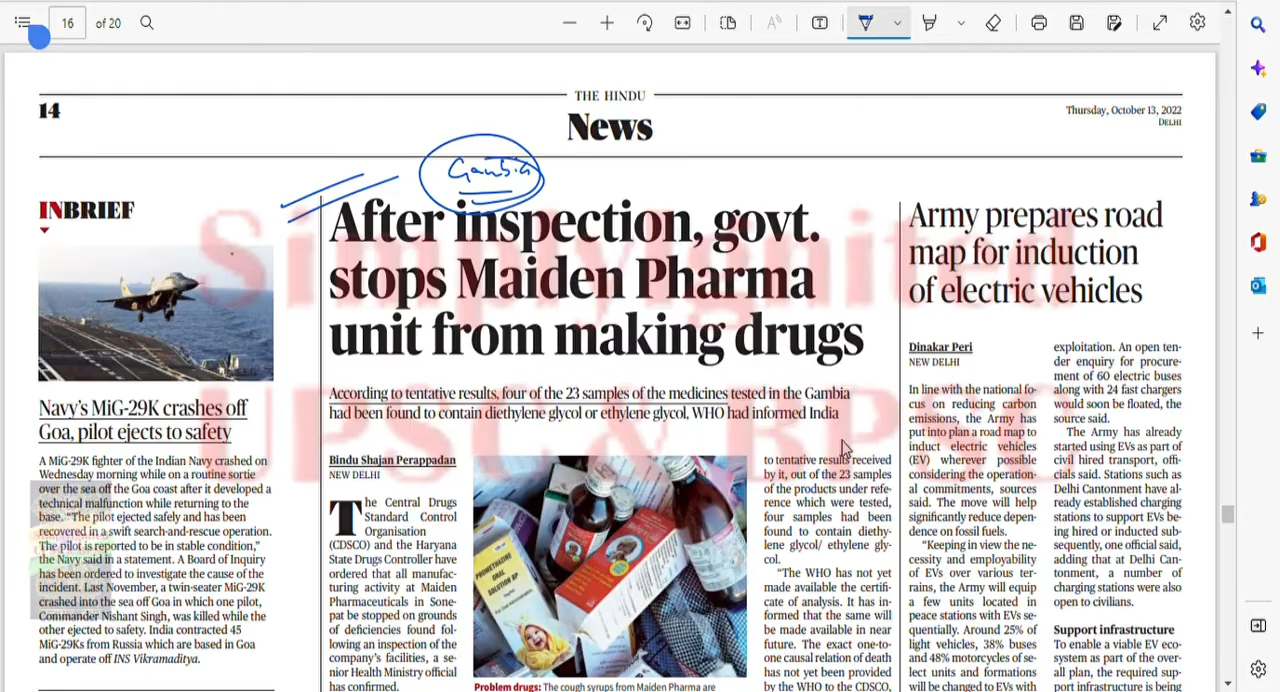 16
of 20
14
THE HINDU
News
Thursday, October 13, 2022
DELHI
Gambia
INBRIEF
Navy's MiG-29K crashes off
Goa, pilot ejects to safety
A MiG-29K fighter of the Indian Navy crashed on
Wednesday morning while on a routine sortie
over the sea off the Goa coast after it developed a
technical malfunction while returning to the
base. "The pilot ejected safely and has been
recovered in a swift search-and-rescue operation.
The pilot is reported to be in stable condition,"
the Navy said in a statement. A Board of Inquiry
has been ordered to investigate the cause of the
incident. Last November, a twin-seater MiG-29K
crashed into the sea off Goa in which one pilot,
Commander Nishant Singh, was killed while the
other ejected to safety. India contracted 45
MiG-29Ks from Russia which are based in Goa
and operate off INS Vikramaditya.
After inspection, govt.
stops Maiden Pharma
unit from making drugs
According to tentative results, four of the 23 samples of the medicines tested in the Gambia
had been found to contain diethylene glycol or ethylene glycol, WHO had informed India
Bindu Shajan Perappadan
NEW DELHI
The Central Drugs
Standard Control
Organisation
(CDSCO) and the Haryana
State Drugs Controller have
ordered that all manufac-
turing activity at Maiden
Pharmaceuticals in Sone-
pat be stopped on grounds
of deficiencies found fol-
lowing an inspection of the
company's facilities, a se-
nior Health Ministry official
has confirmed.
PROMETHAZINE
ORAL
SOLUTION BP
Problem drugs: The cough syrups from Maiden Pharma are
to tentative results received
by it, out of the 23 samples
of the products under refe-
rence which were tested,
four samples had been
found to contain diethy-
lene glycol/ ethylene gly-
col.
"The WHO has not yet
made available the certifi-
cate of analysis. It has in-
formed that the same will
be made available in near
future. The exact one-to-
one causal relation of death
has not yet been provided
by the WHO to the CDSCO,
Army prepares road
map for induction
of electric vehicles
Dinakar Peri
NEW DELHI
In line with the national fo-
cus on reducing carbon
emissions, the Army has
put into plan a road map to
induct electric vehicles
(EV) wherever possible
considering the operation-
al commitments, sources
said. The move will help
significantly reduce depen-
dence on fossil fuels.
"Keeping in view the ne-
cessity and employability
of EVs over various ter-
rains, the Army will equip
a few units located in
peace stations with EVs se-
quentially. Around 25% of
light vehicles, 38% buses
and 48% motorcycles of se-
lect units and formations
will be changed to EVs with
exploitation. An open ten-
der enquiry for procure-
ment of 60 electric buses
along with 24 fast chargers
would soon be floated, the
source said.
The Army has already
started using EVs as part of
civil hired transport, offi-
cials said. Stations such as
Delhi Cantonment have al-
ready established charging
stations to support EVs be-
ing hired or inducted sub-
sequently, one official said,
adding that at Delhi Can-
tonment, a number of
charging stations were also
open to civilians.
Support infrastructure
To enable a viable EV eco-
system as part of the over-
all plan, the required sup-
port infrastructure is being
Simply Ignited
UPSC & BPSC